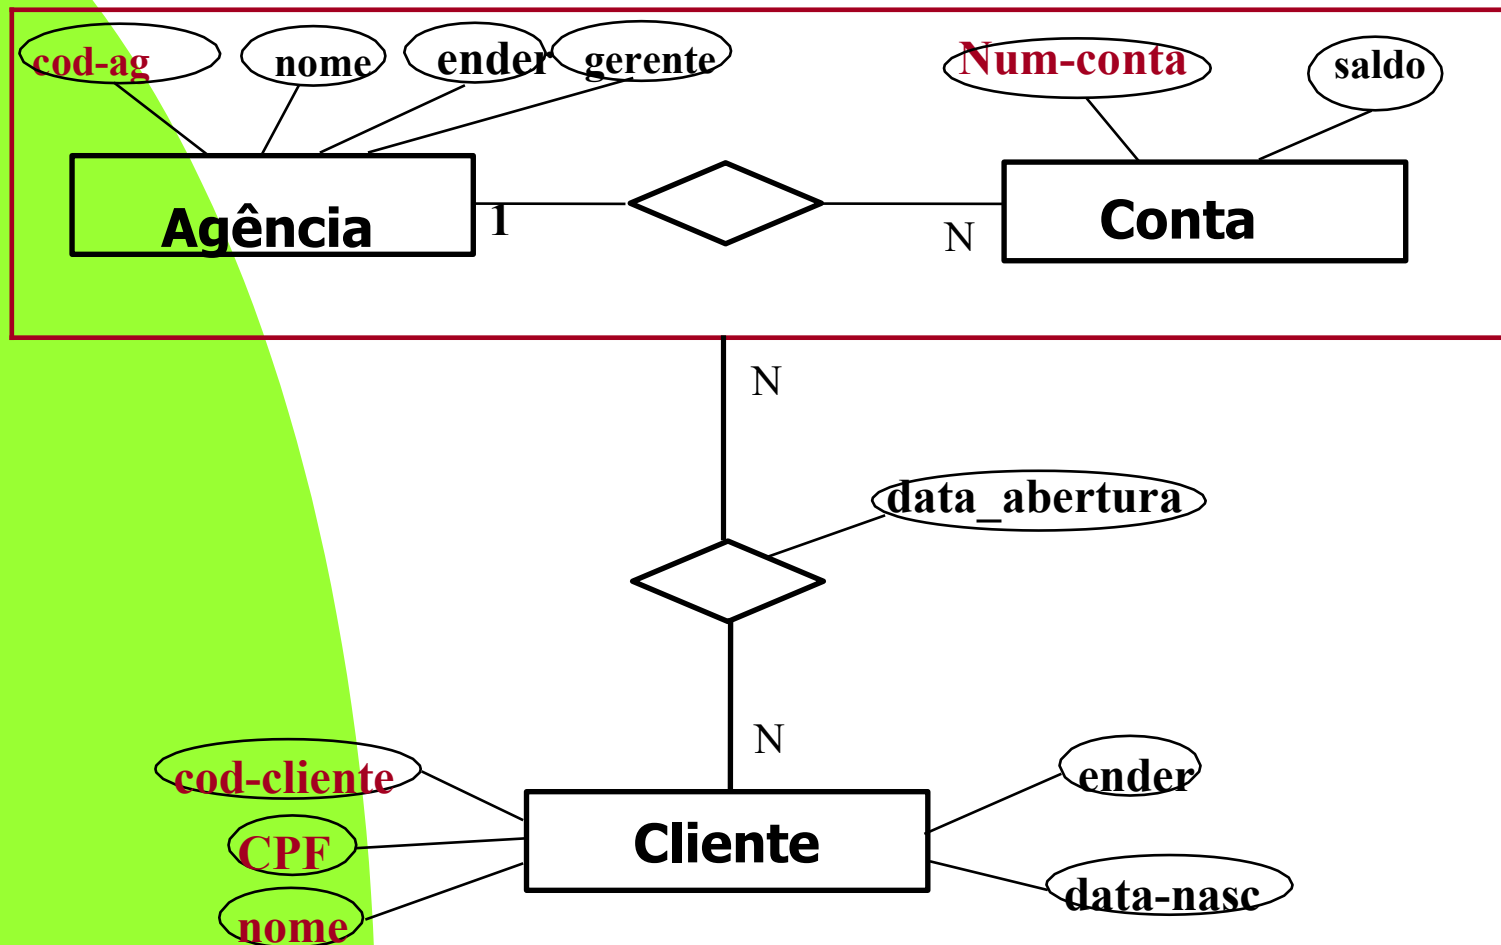 cod-ag
nome
ender
gerente
Num-conta
saldo
Agência
1
N
Conta
N
data_abertura
N
cod-cliente
ender
CPF
Cliente
data-nasc
nome